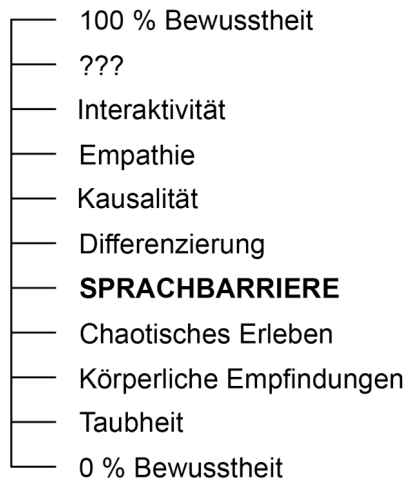 100 % Bewusstheit
???
Interaktivität
Empathie
Kausalität
Differenzierung
SPRACHBARRIERE
Chaotisches Erleben
Körperliche Empfindungen
Taubheit
0 % Bewusstheit